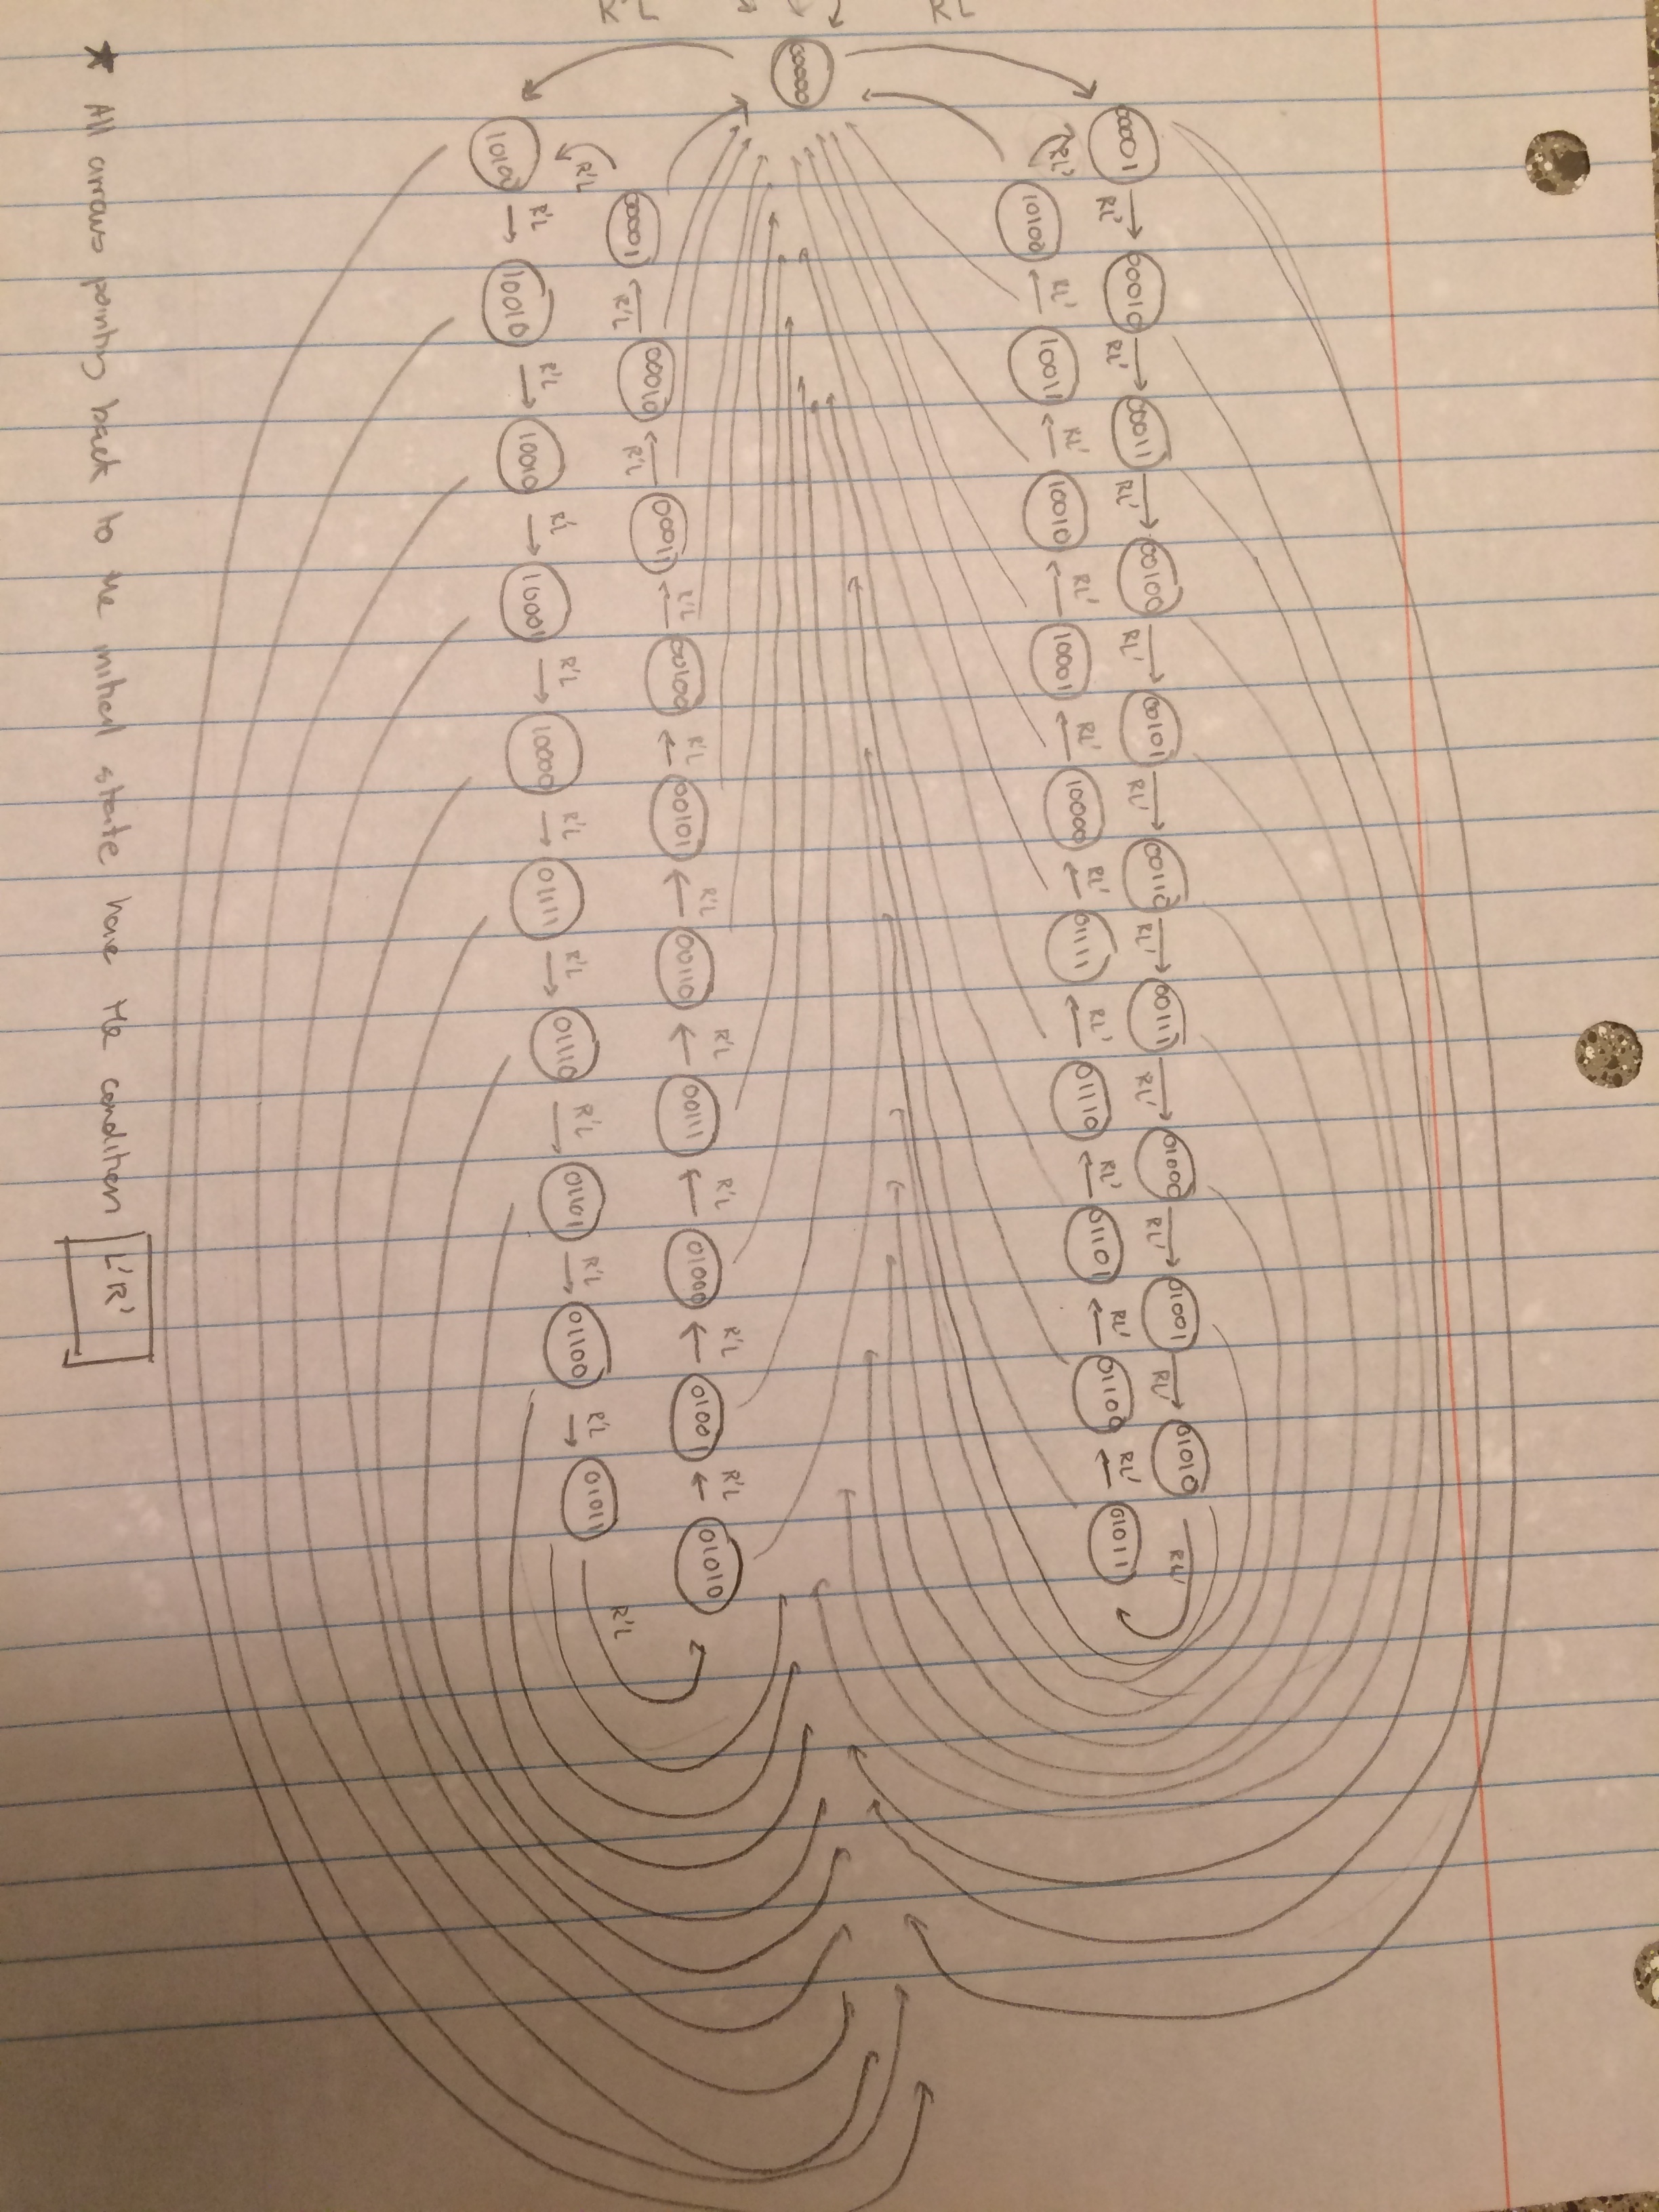 00001 RL' 00010 RL' 00011 RL' 00100 RL' 00101 RL' 00110 RL' 00111 RL' 01000 RL' 01001 RL' 01010 RL'
RL' 10100 RL' 10011 RL' 10010 RL' 10001 RL' 10000 RL' 01111 RL' 01110 RL' 01101 RL' 01100 RL' 01011
00000
00001 R'L 00010 R'L 00011 R'L 00100 R'L 00101 R'L 00110 R'L 00111 R'L 01000 R'L 01001 R'L 01010
R'L
10100 R'L 10010 R'L 10010 R'L 10001 R'L 10000 R'L 01111 R'L 01110 R'L 01101 R'L 01100 R'L 01011 R'L
★ All arrows pointing back to the initial state have the condition L'R'